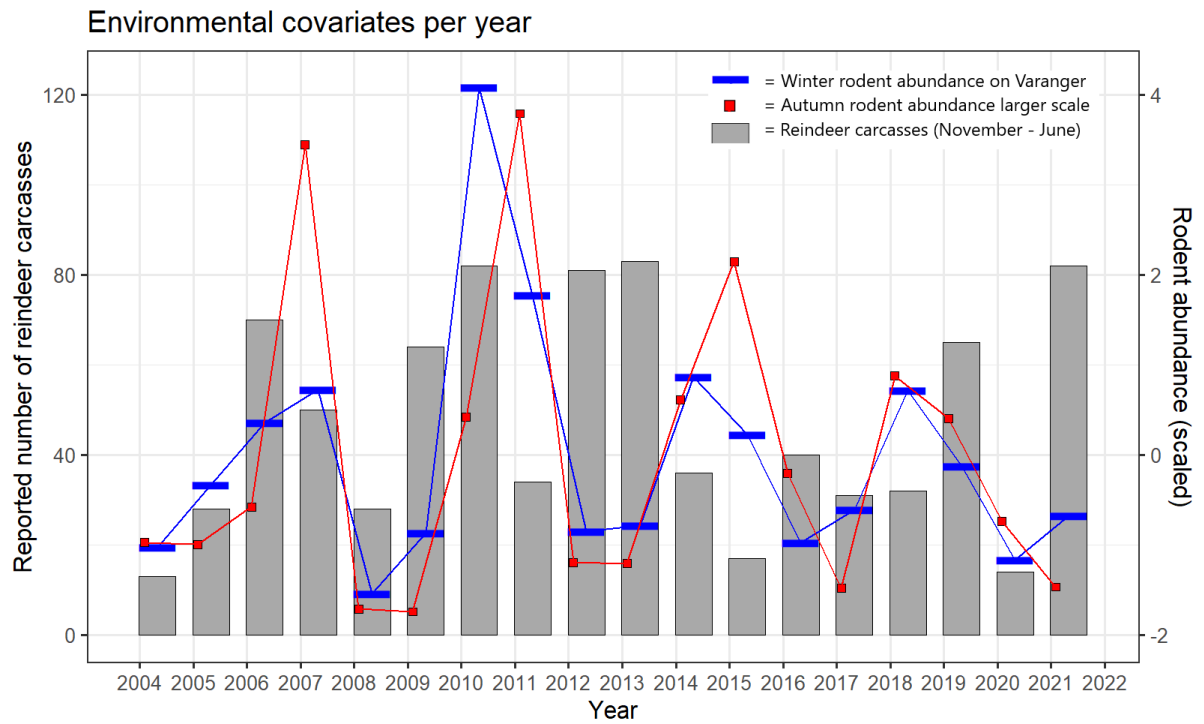 Environmental covariates per year
= Winter rodent abundance on Varanger
= Autumn rodent abundance larger scale
= Reindeer carcasses (November - June)
Reported number of reindeer carcasses
120
80
40
0
Rodent abundance (scaled)
4
2
0
-2
2004 2005 2006 2007 2008 2009 2010 2011 2012 2013 2014 2015 2016 2017 2018 2019 2020 2021 2022
Year